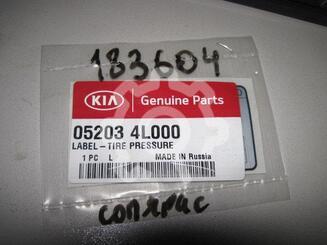 183604
KIA Genuine Parts
05203 4L000
LABEL-TIRE PRESSURE
1 PC L MADE IN Russia
солярис